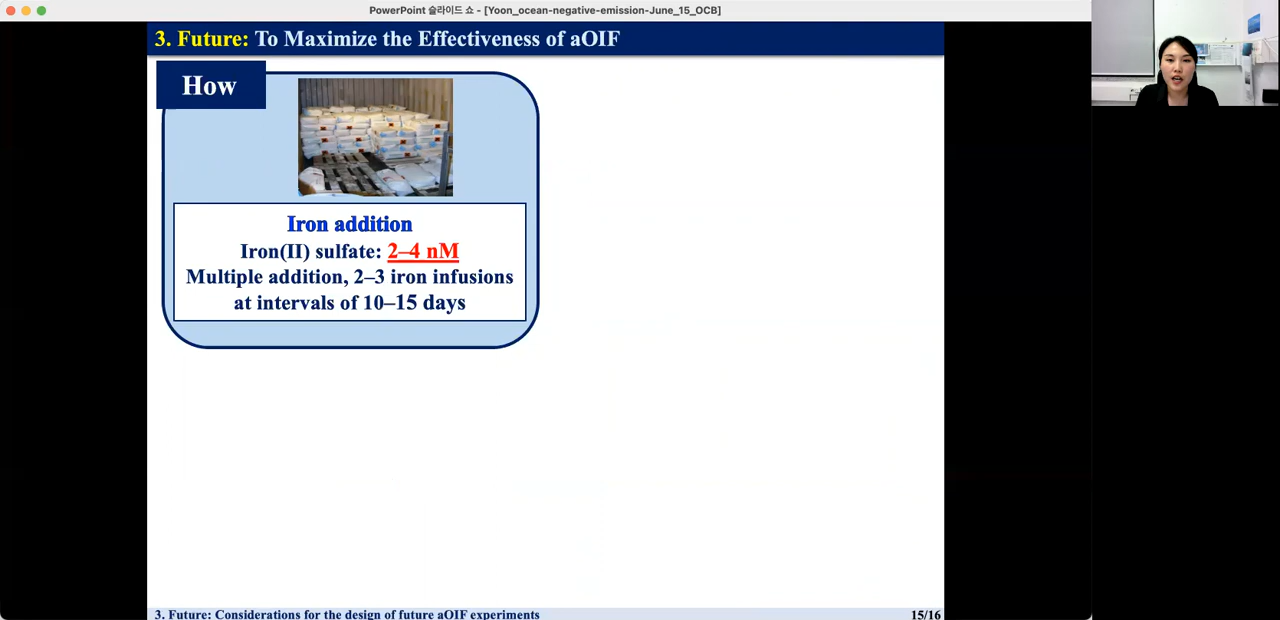 PowerPoint 슬라이드 쇼 - [Yoon_ocean-negative-emission-June_15_OCB]
3. Future: To Maximize the Effectiveness of aOIF
How
Iron addition
Iron(II) sulfate: 2–4 nM
Multiple addition, 2–3 iron infusions
at intervals of 10–15 days
3. Future: Considerations for the design of future aOIF experiments
15/16